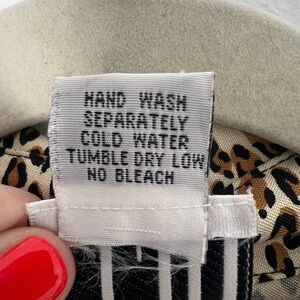 HAND WASH
SEPARATELY
COLD WATER
TUMBLE DRY LOW
NO BLEACH